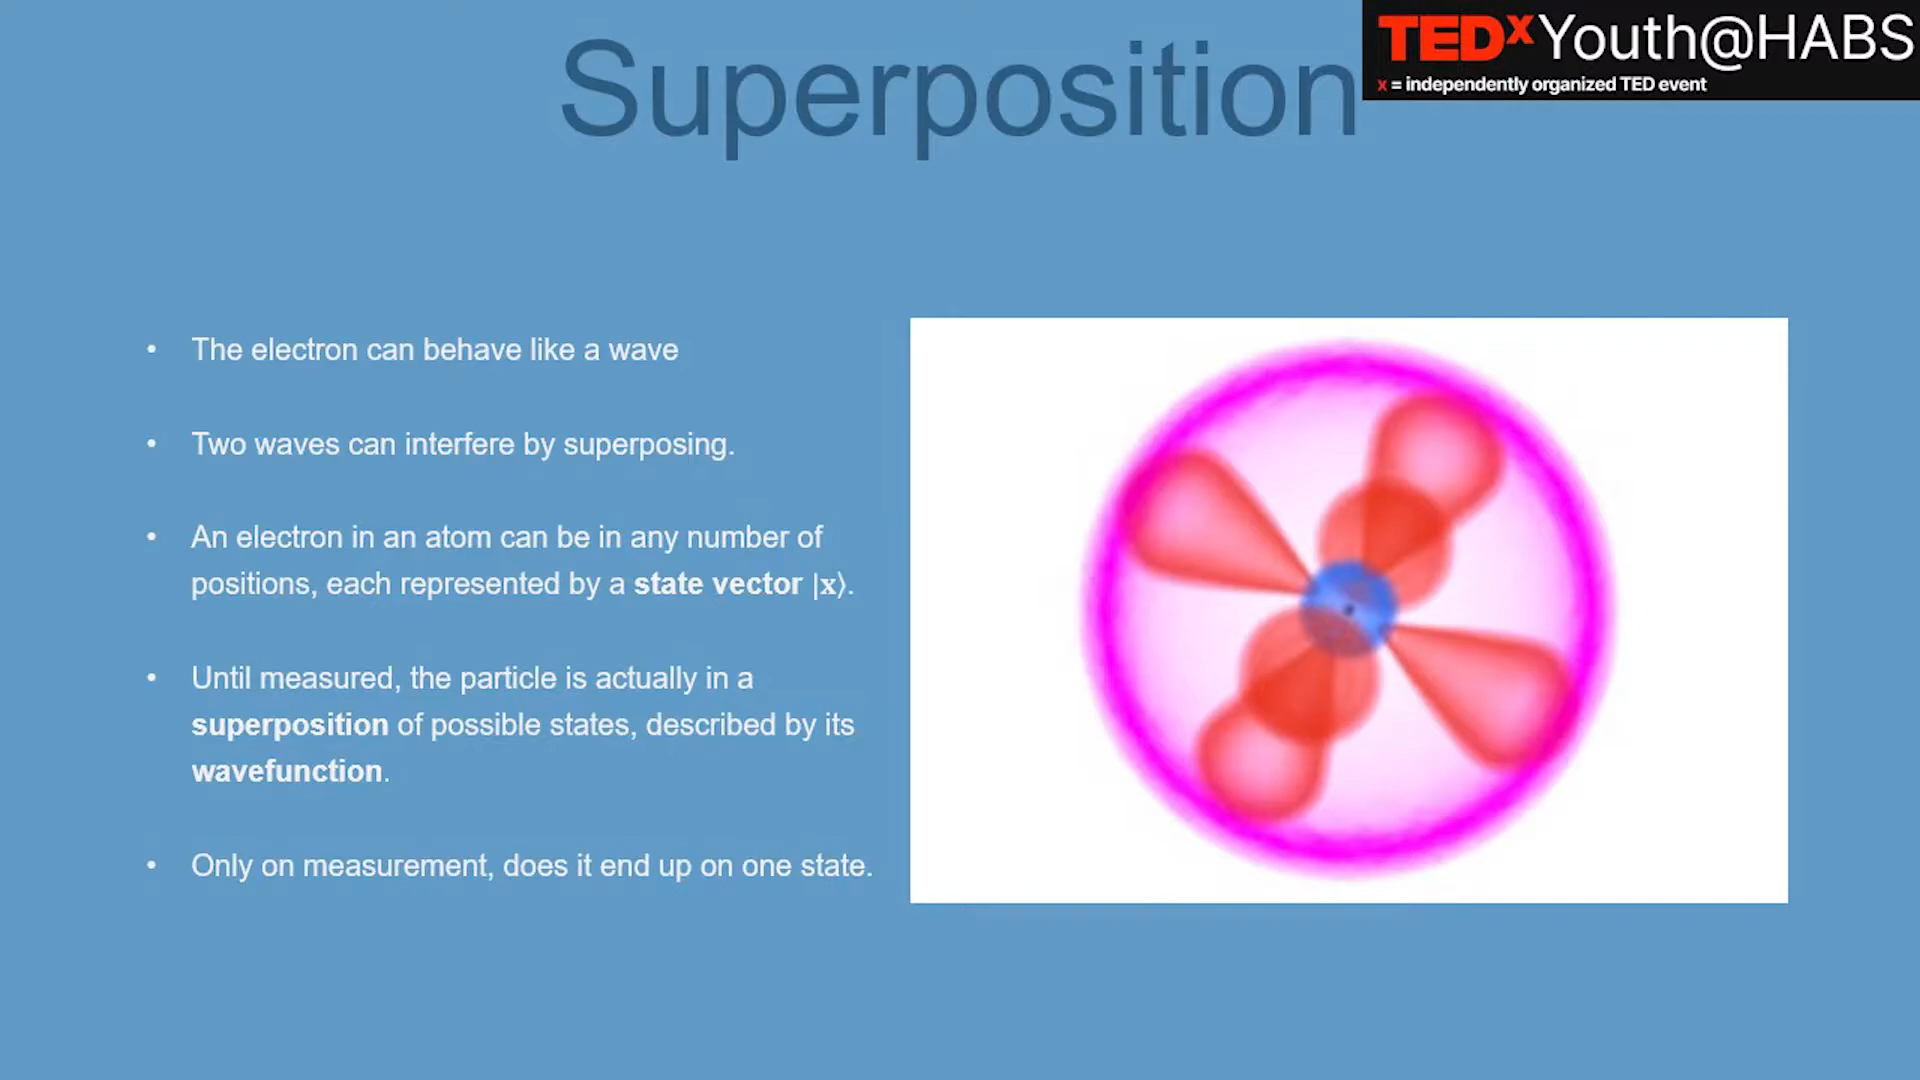 Superposition
TEDxYouth@HABS
x = independently organized TED event
• The electron can behave like a wave
• Two waves can interfere by superposing.
• An electron in an atom can be in any number of
positions, each represented by a state vector |x⟩.
• Until measured, the particle is actually in a
superposition of possible states, described by its
wavefunction.
• Only on measurement, does it end up on one state.